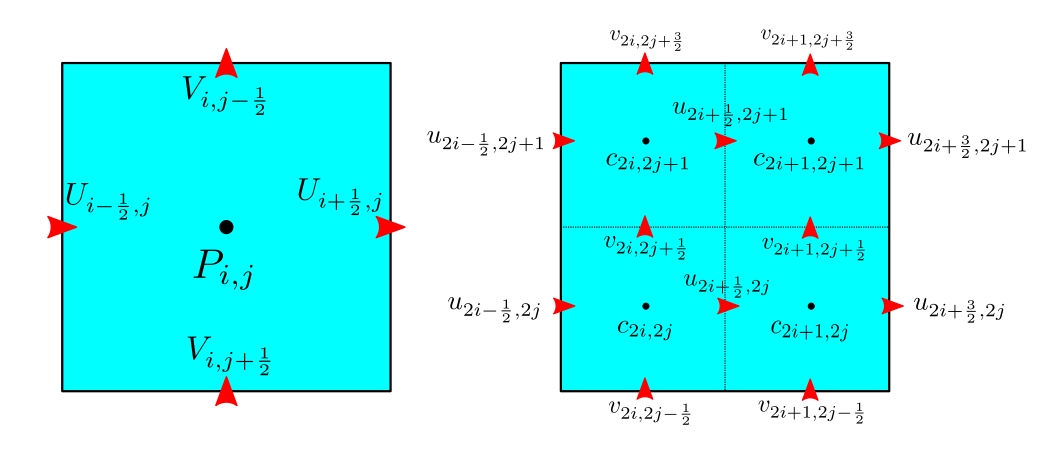 V_{i,j-\frac{1}{2}}
U_{i-\frac{1}{2},j}
U_{i+\frac{1}{2},j}
P_{i,j}
V_{i,j+\frac{1}{2}}
v_{2i,2j+\frac{3}{2}}
v_{2i+1,2j+\frac{3}{2}}
u_{2i+\frac{1}{2},2j+1}
u_{2i-\frac{1}{2},2j+1}
u_{2i+\frac{3}{2},2j+1}
c_{2i,2j+1}
c_{2i+1,2j+1}
v_{2i,2j+\frac{1}{2}}
v_{2i+1,2j+\frac{1}{2}}
u_{2i+\frac{1}{2},2j}
u_{2i-\frac{1}{2},2j}
u_{2i+\frac{3}{2},2j}
c_{2i,2j}
c_{2i+1,2j}
v_{2i,2j-\frac{1}{2}}
v_{2i+1,2j-\frac{1}{2}}